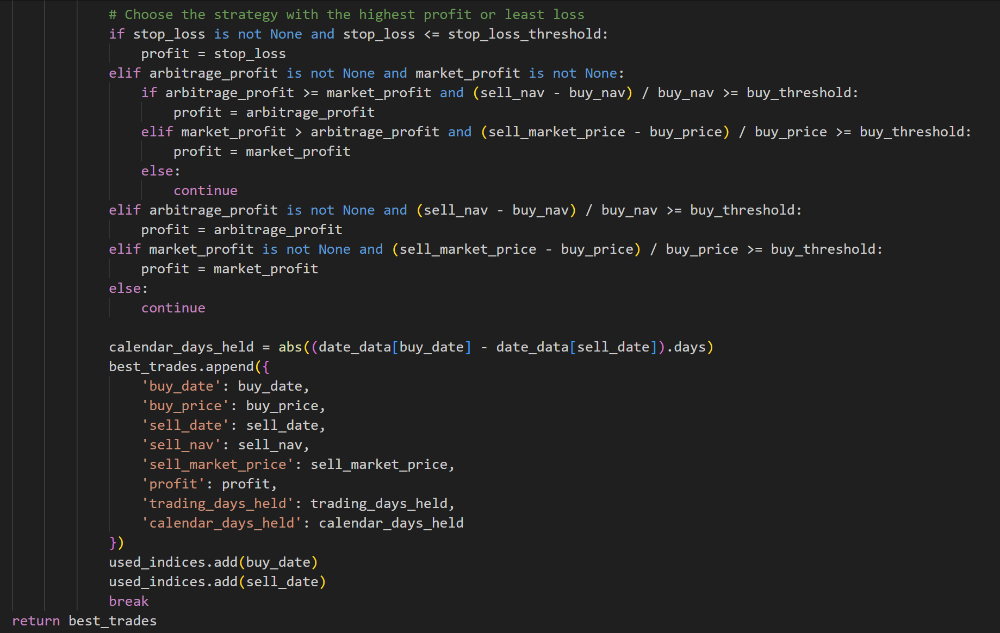 # Choose the strategy with the highest profit or least loss
if stop_loss is not None and stop_loss <= stop_loss_threshold:
    profit = stop_loss
elif arbitrage_profit is not None and market_profit is not None:
    if arbitrage_profit >= market_profit and (sell_nav - buy_nav) / buy_nav >= buy_threshold:
        profit = arbitrage_profit
    elif market_profit > arbitrage_profit and (sell_market_price - buy_price) / buy_price >= buy_threshold:
        profit = market_profit
    else:
        continue
elif arbitrage_profit is not None and (sell_nav - buy_nav) / buy_nav >= buy_threshold:
    profit = arbitrage_profit
elif market_profit is not None and (sell_market_price - buy_price) / buy_price >= buy_threshold:
    profit = market_profit
else:
    continue

calendar_days_held = abs((date_data[buy_date] - date_data[sell_date]).days)
best_trades.append({
    'buy_date': buy_date,
    'buy_price': buy_price,
    'sell_date': sell_date,
    'sell_nav': sell_nav,
    'sell_market_price': sell_market_price,
    'profit': profit,
    'trading_days_held': trading_days_held,
    'calendar_days_held': calendar_days_held
})
used_indices.add(buy_date)
used_indices.add(sell_date)
break
return best_trades